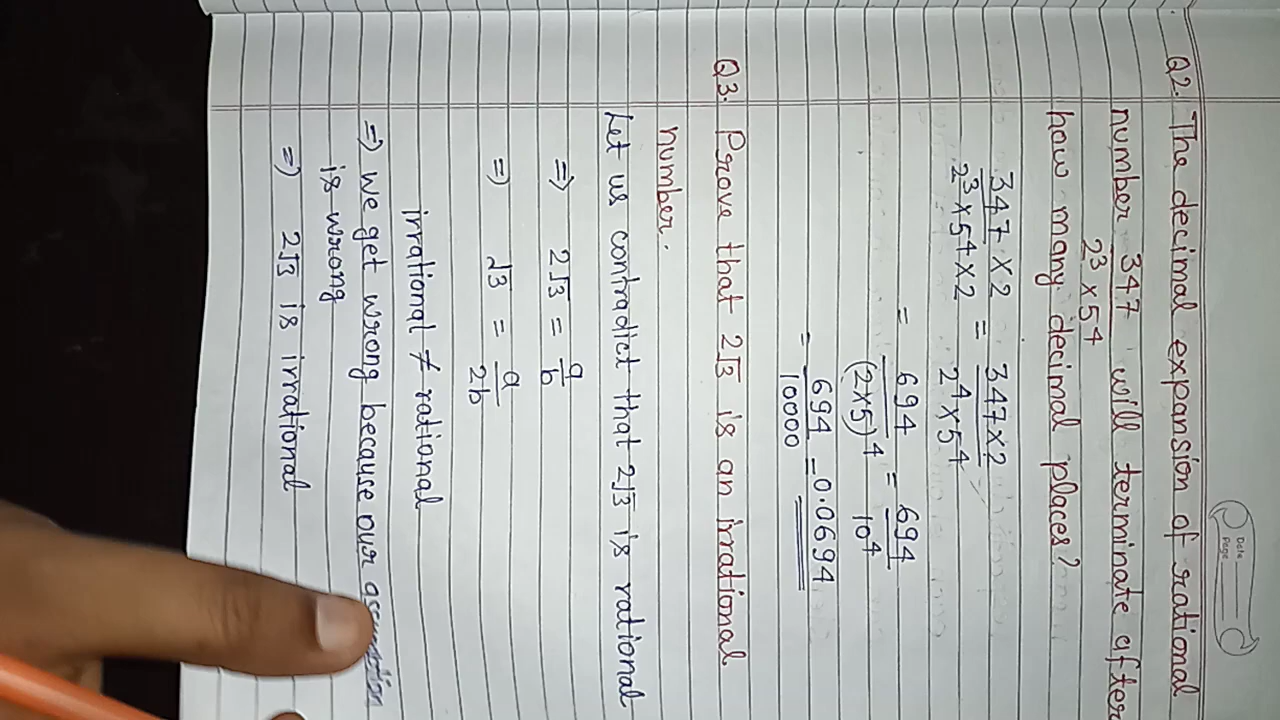 Date
Page
Q2. The decimal expansion of rational
number 347/2³×5⁴ will terminate after
how many decimal places?
347×2/2³×5⁴×2 = 347×2/2⁴×5⁴
= 694/(2×5)⁴ = 694/10⁴
= 694/10000 = 0.0694
Q3. Prove that 2√3 is an irrational
number.
Let us contradict that 2√3 is rational
⇒ 2√3 = a/b
⇒ √3 = a/2b
irrational ≠ rational
⇒ we get wrong because our
is wrong
⇒ 2√3 is irrational